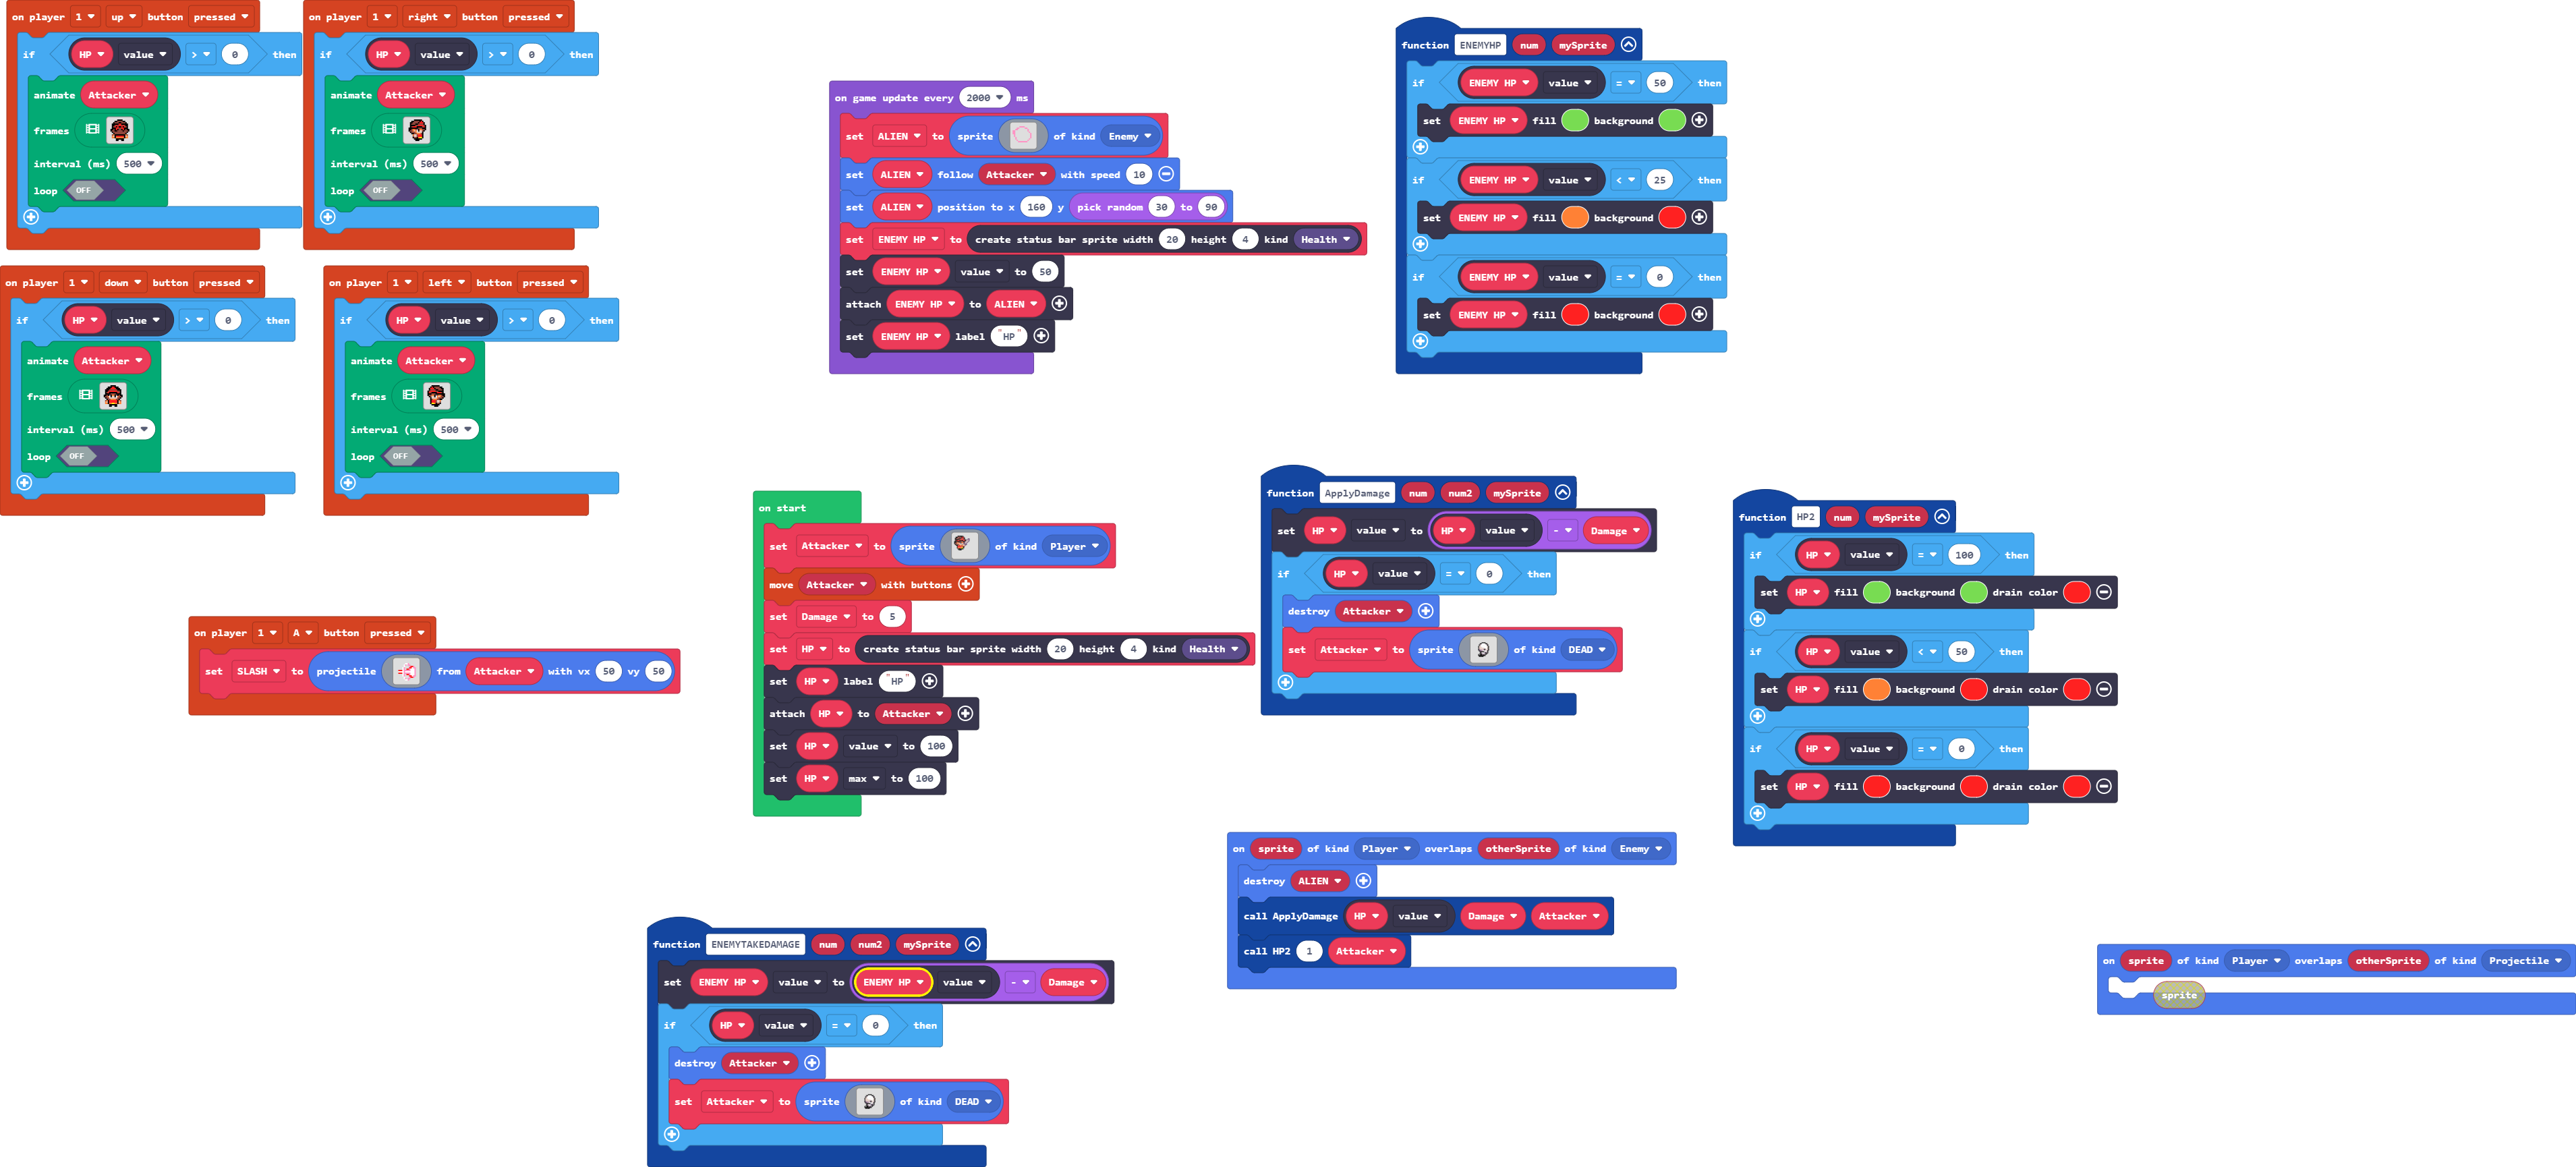 on player 1 up button pressed
if HP value > 0 then
animate Attacker
frames
interval (ms) 500
loop OFF
on player 1 right button pressed
if HP value > 0 then
animate Attacker
frames
interval (ms) 500
loop OFF
on player 1 down button pressed
if HP value > 0 then
animate Attacker
frames
interval (ms) 500
loop OFF
on player 1 left button pressed
if HP value > 0 then
animate Attacker
frames
interval (ms) 500
loop OFF
on game update every 2000 ms
set ALIEN to sprite of kind Enemy
set ALIEN follow Attacker with speed 10
set ALIEN position to x 160 y pick random 30 to 90
set ENEMY HP to create status bar sprite width 20 height 4 kind Health
set ENEMY HP value to 50
attach ENEMY HP to ALIEN
set ENEMY HP label "HP"
function ENEMYHP num mySprite
if ENEMY HP value = 50 then
set ENEMY HP fill background
if ENEMY HP value < 25 then
set ENEMY HP fill background
if ENEMY HP value = 0 then
set ENEMY HP fill background
on start
set Attacker to sprite of kind Player
move Attacker with buttons
set Damage to 5
set HP to create status bar sprite width 20 height 4 kind Health
set HP label "HP"
attach HP to Attacker
set HP value to 100
set HP max to 100
function ApplyDamage num num2 mySprite
set HP value to HP value - Damage
if HP value = 0 then
destroy Attacker
set Attacker to sprite of kind DEAD
function HP2 num mySprite
if HP value = 100 then
set HP fill background drain color
if HP value < 50 then
set HP fill background drain color
if HP value = 0 then
set HP fill background drain color
on player 1 A button pressed
set SLASH to projectile from Attacker with vx 50 vy 50
on sprite of kind Player overlaps otherSprite of kind Enemy
destroy ALIEN
call ApplyDamage HP value Damage Attacker
call HP2 1 Attacker
function ENEMYTAKEDAMAGE num num2 mySprite
set ENEMY HP value to ENEMY HP value - Damage
if HP value = 0 then
destroy Attacker
set Attacker to sprite of kind DEAD
on sprite of kind Player overlaps otherSprite of kind Projectile
sprite